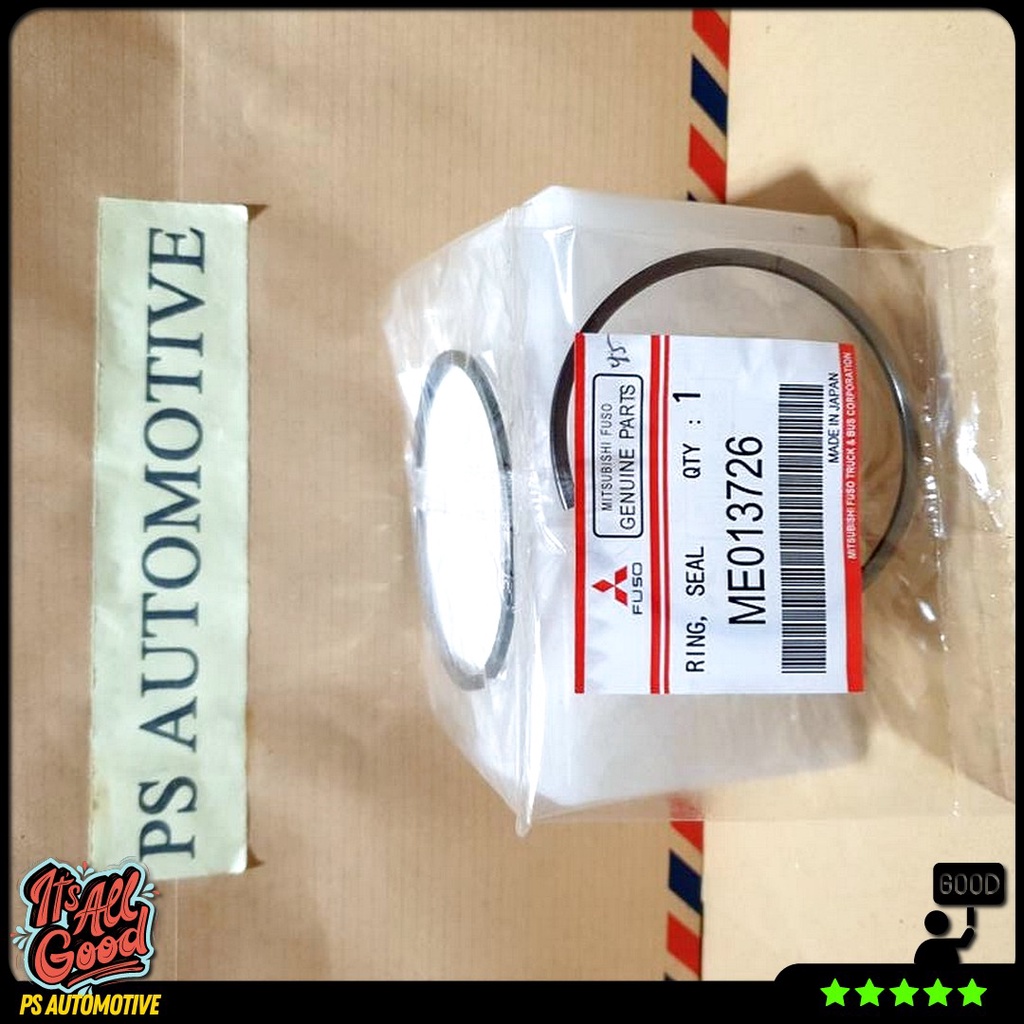 PS AUTOMOTIVE
MITSUBISHI FUSO
GENUINE PARTS
45
FUSO
RING, SEAL QTY : 1
ME013726
MADE IN JAPAN
MITSUBISHI FUSO TRUCK & BUS CORPORATION
It's All Good
PS AUTOMOTIVE
GOOD